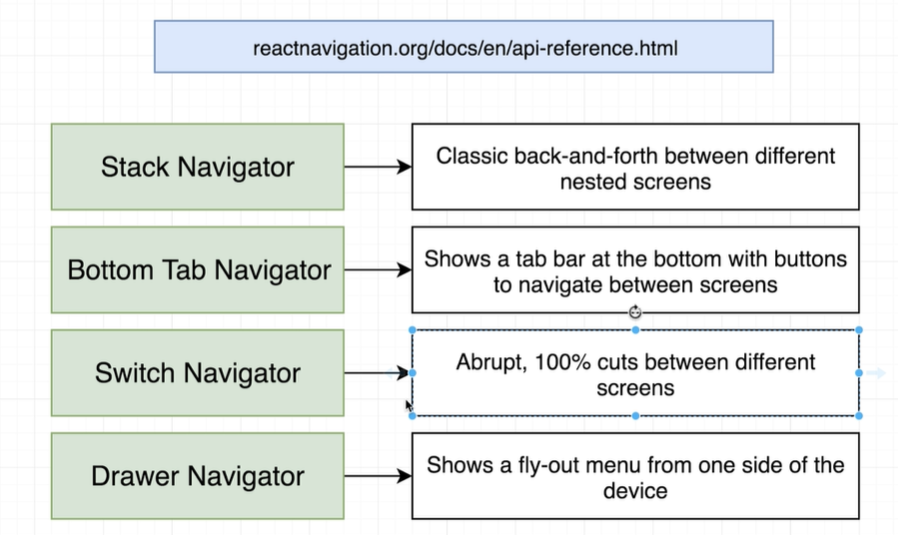 reactnavigation.org/docs/en/api-reference.html
Stack Navigator
Classic back-and-forth between different
nested screens
Bottom Tab Navigator
Shows a tab bar at the bottom with buttons
to navigate between screens
Switch Navigator
Abrupt, 100% cuts between different
screens
Drawer Navigator
Shows a fly-out menu from one side of the
device